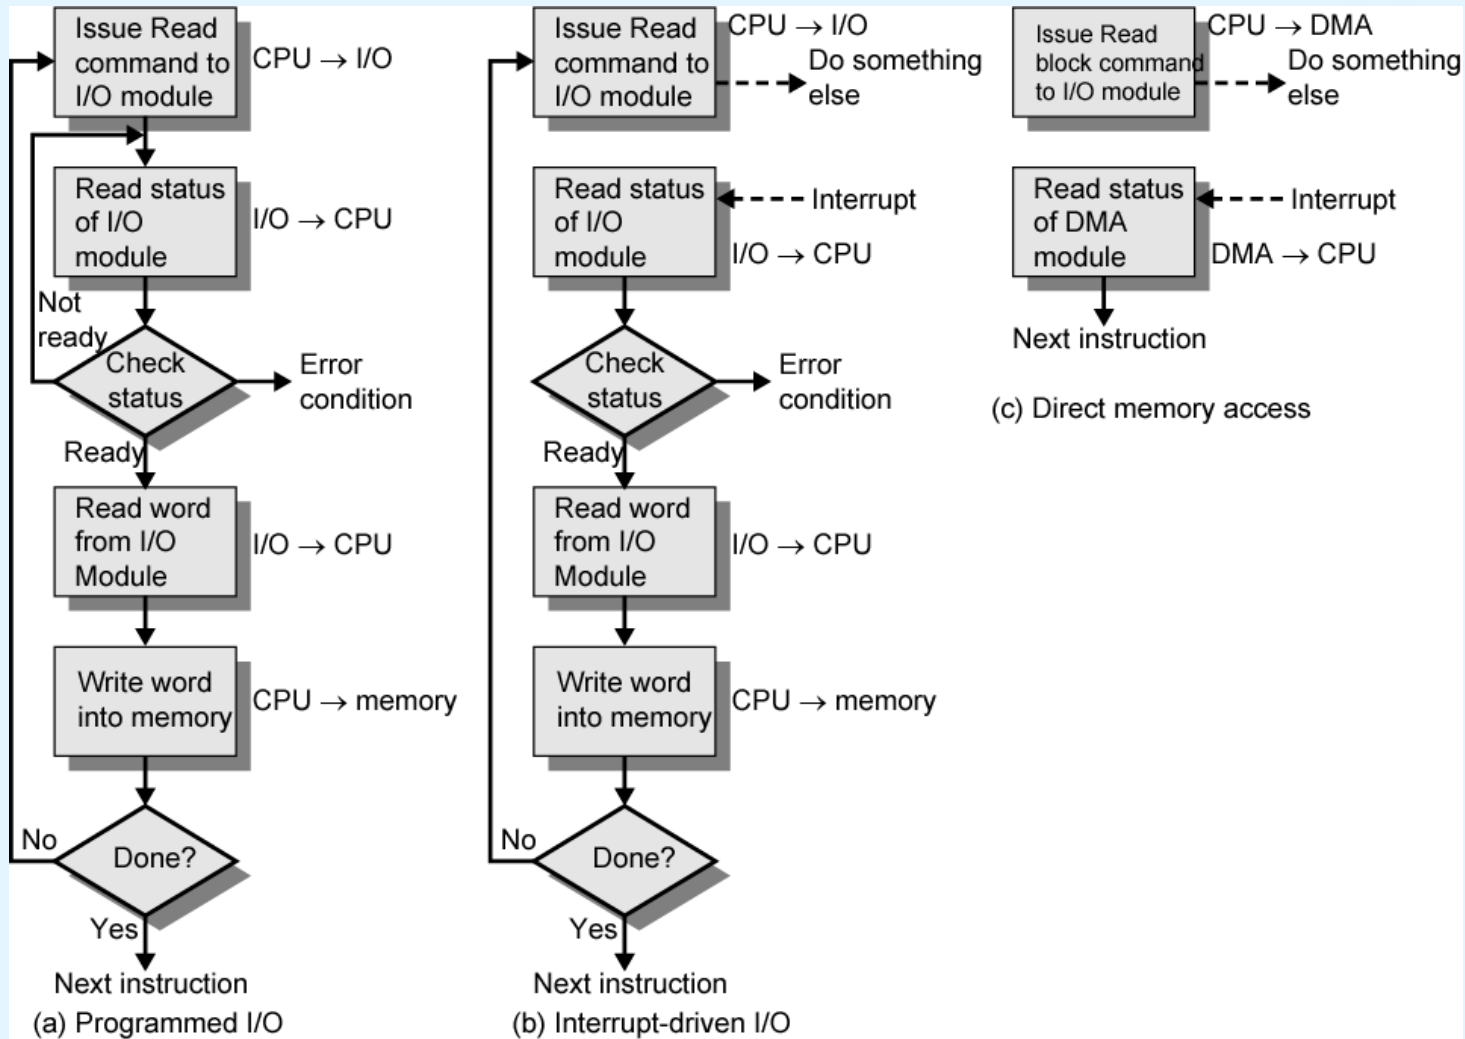 Issue Read
command to
I/O module
CPU → I/O
Read status
of I/O
module
I/O → CPU
Not
ready
Check
status
Error
condition
Ready
Read word
from I/O
Module
I/O → CPU
Write word
into memory
CPU → memory
No
Done?
Yes
Next instruction
(a) Programmed I/O
Issue Read
command to
I/O module
CPU → I/O
Do something
else
Read status
of I/O
module
Interrupt
I/O → CPU
Check
status
Error
condition
Ready
Read word
from I/O
Module
I/O → CPU
Write word
into memory
CPU → memory
No
Done?
Yes
Next instruction
(b) Interrupt-driven I/O
Issue Read
block command
to I/O module
CPU → DMA
Do something
else
Read status
of DMA
module
Interrupt
DMA → CPU
Next instruction
(c) Direct memory access